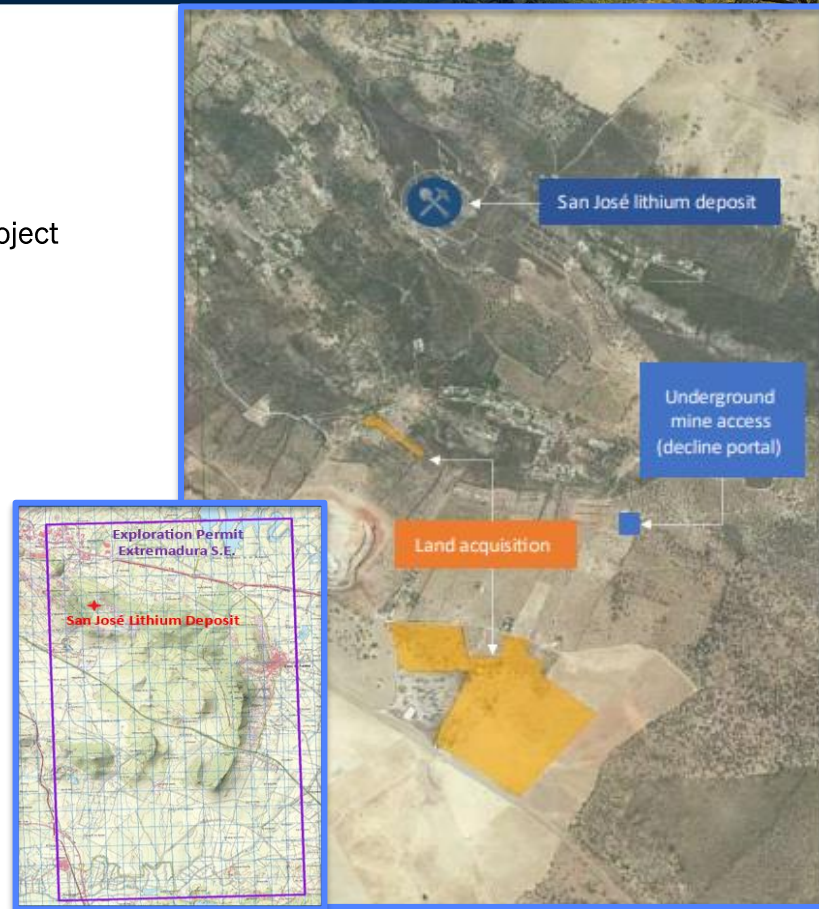 oject
San José lithium deposit
Underground
mine access
(decline portal)
Land acquisition
Exploration Permit
Extremadura S.E.
San José Lithium Deposit